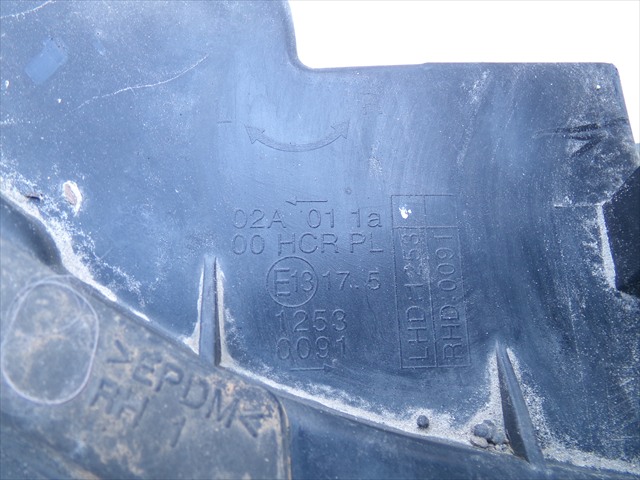 R
02A 01 1a
00 HCR PL
E13 17.5
1253
0091
LHD:1253
RHD:0091
>EPDM<
RH 1